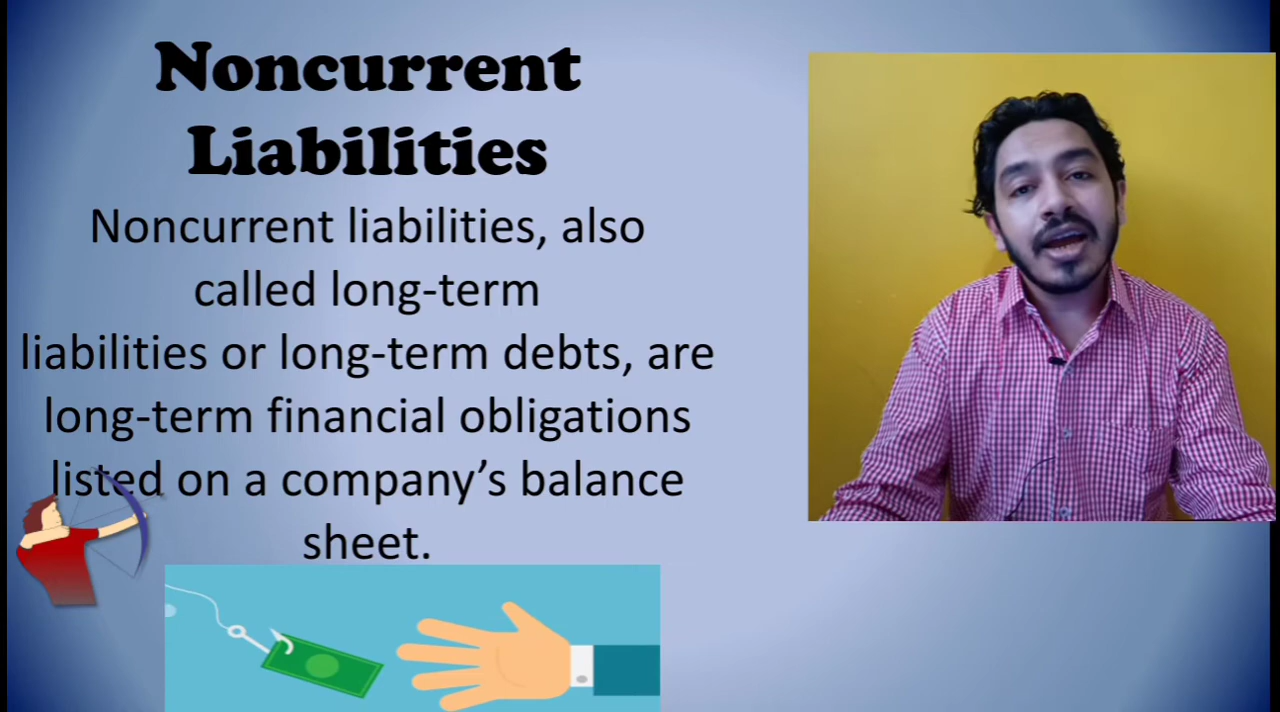 Noncurrent
Liabilities
Noncurrent liabilities, also
called long-term
liabilities or long-term debts, are
long-term financial obligations
listed on a company’s balance
sheet.